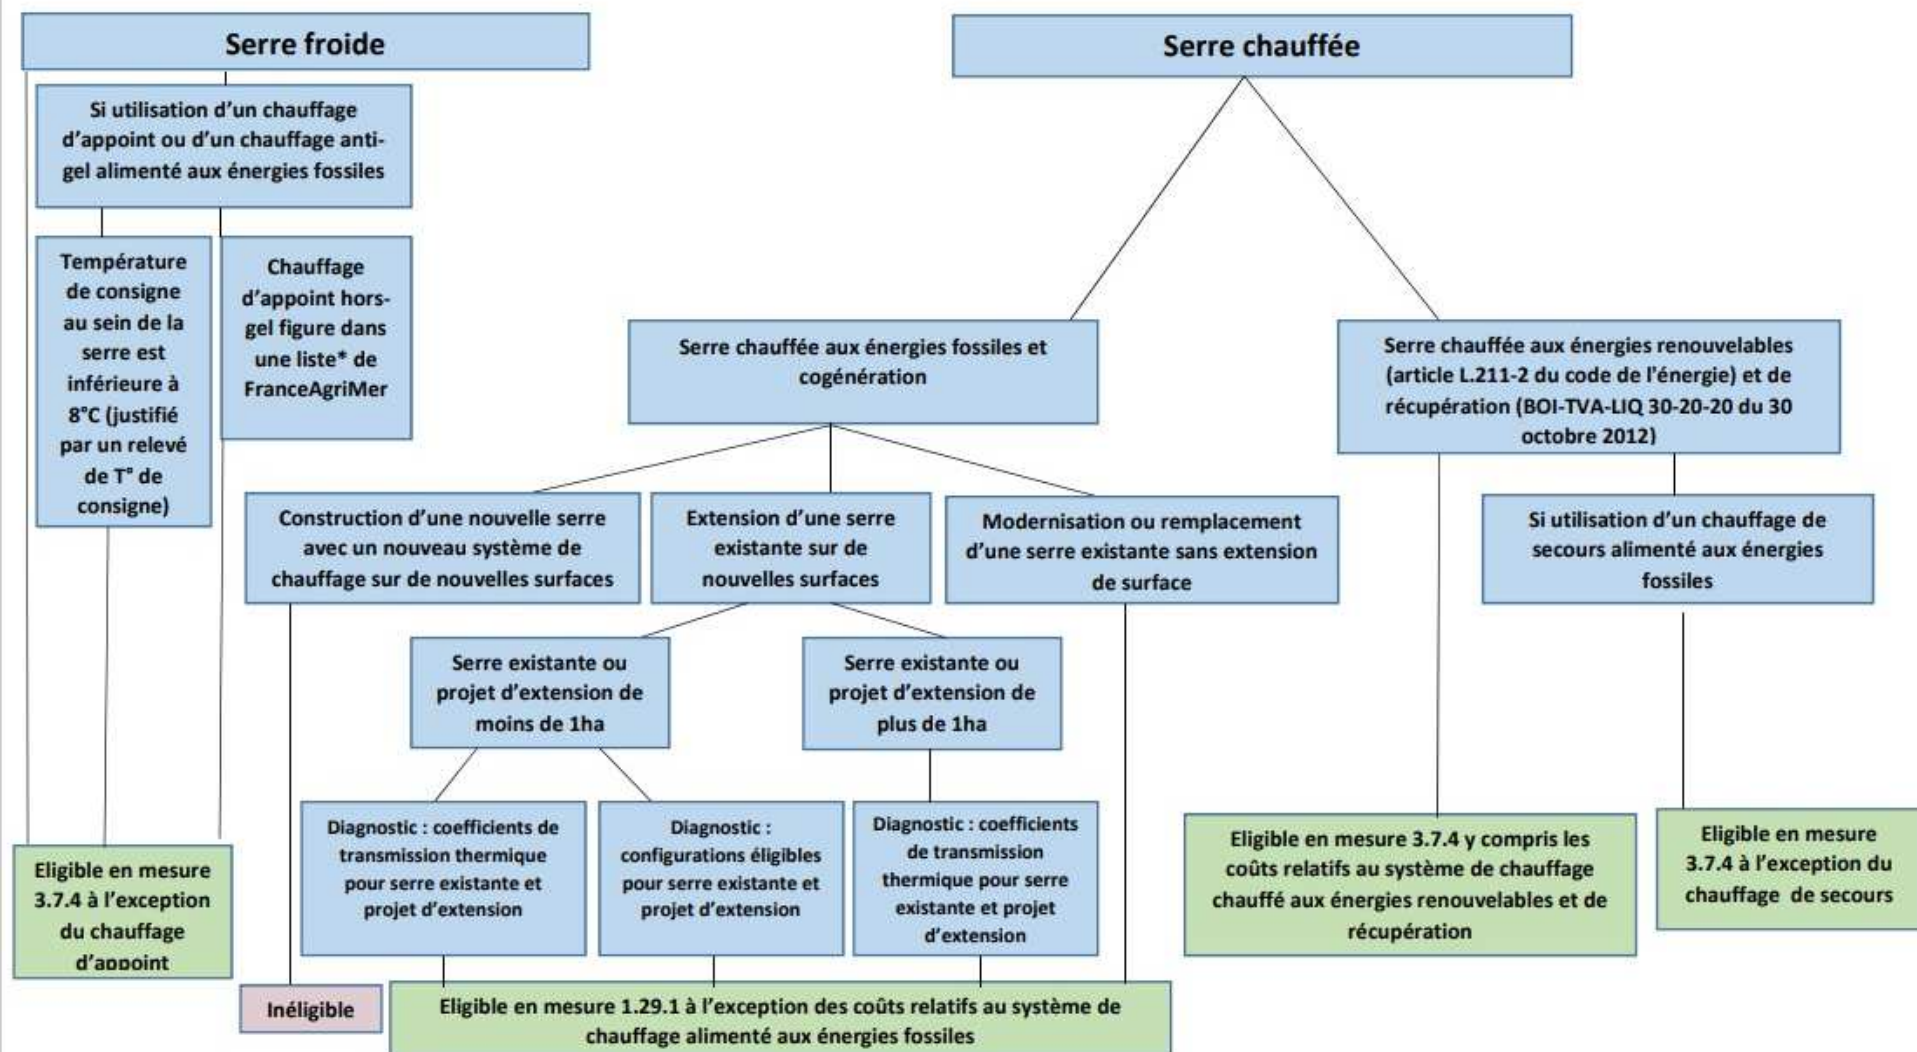 Serre froide
Serre chauffée
Si utilisation d'un chauffage
d'appoint ou d'un chauffage anti-
gel alimenté aux énergies fossiles
Température
de consigne
au sein de la
serre est
inférieure à
8°C (justifié
par un relevé
de T° de
consigne)
Chauffage
d'appoint hors-
gel figure dans
une liste* de
FranceAgriMer
Serre chauffée aux énergies fossiles et
cogénération
Serre chauffée aux énergies renouvelables
(article L.211-2 du code de l'énergie) et de
récupération (BOI-TVA-LIQ 30-20-20 du 30
octobre 2012)
Construction d'une nouvelle serre
avec un nouveau système de
chauffage sur de nouvelles surfaces
Extension d'une serre
existante sur de
nouvelles surfaces
Modernisation ou remplacement
d'une serre existante sans extension
de surface
Si utilisation d'un chauffage de
secours alimenté aux énergies
fossiles
Serre existante ou
projet d'extension de
moins de 1ha
Serre existante ou
projet d'extension de
plus de 1ha
Diagnostic : coefficients de
transmission thermique
pour serre existante et
projet d'extension
Diagnostic :
configurations éligibles
pour serre existante et
projet d'extension
Diagnostic : coefficients
de transmission
thermique pour serre
existante et projet
d'extension
Eligible en mesure
3.7.4 à l'exception
du chauffage
d'appoint
Inéligible
Eligible en mesure 1.29.1 à l'exception des coûts relatifs au système de
chauffage alimenté aux énergies fossiles
Eligible en mesure 3.7.4 y compris les
coûts relatifs au système de chauffage
chauffé aux énergies renouvelables et de
récupération
Eligible en mesure
3.7.4 à l'exception du
chauffage de secours